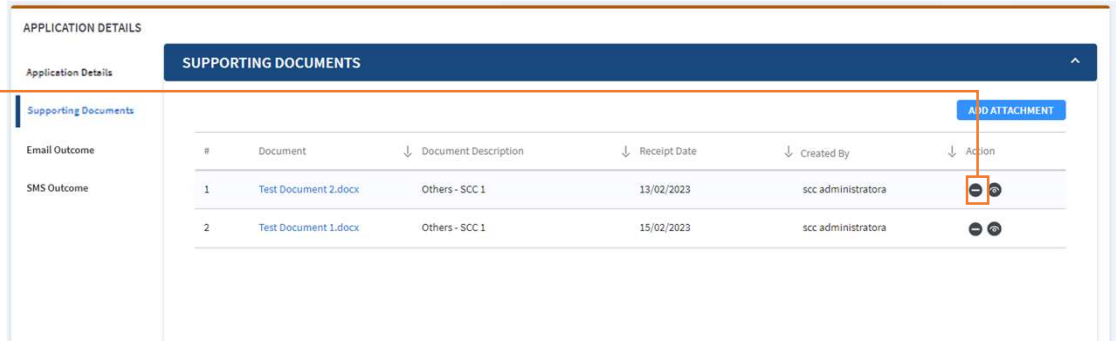 APPLICATION DETAILS
Application Details
Supporting Documents
Email Outcome
SMS Outcome
SUPPORTING DOCUMENTS
ADD ATTACHMENT
# Document Document Description Receipt Date Created By Action
1 Test Document 2.docx Others - SCC 1 13/02/2023 scc administratora
2 Test Document 1.docx Others - SCC 1 15/02/2023 scc administratora